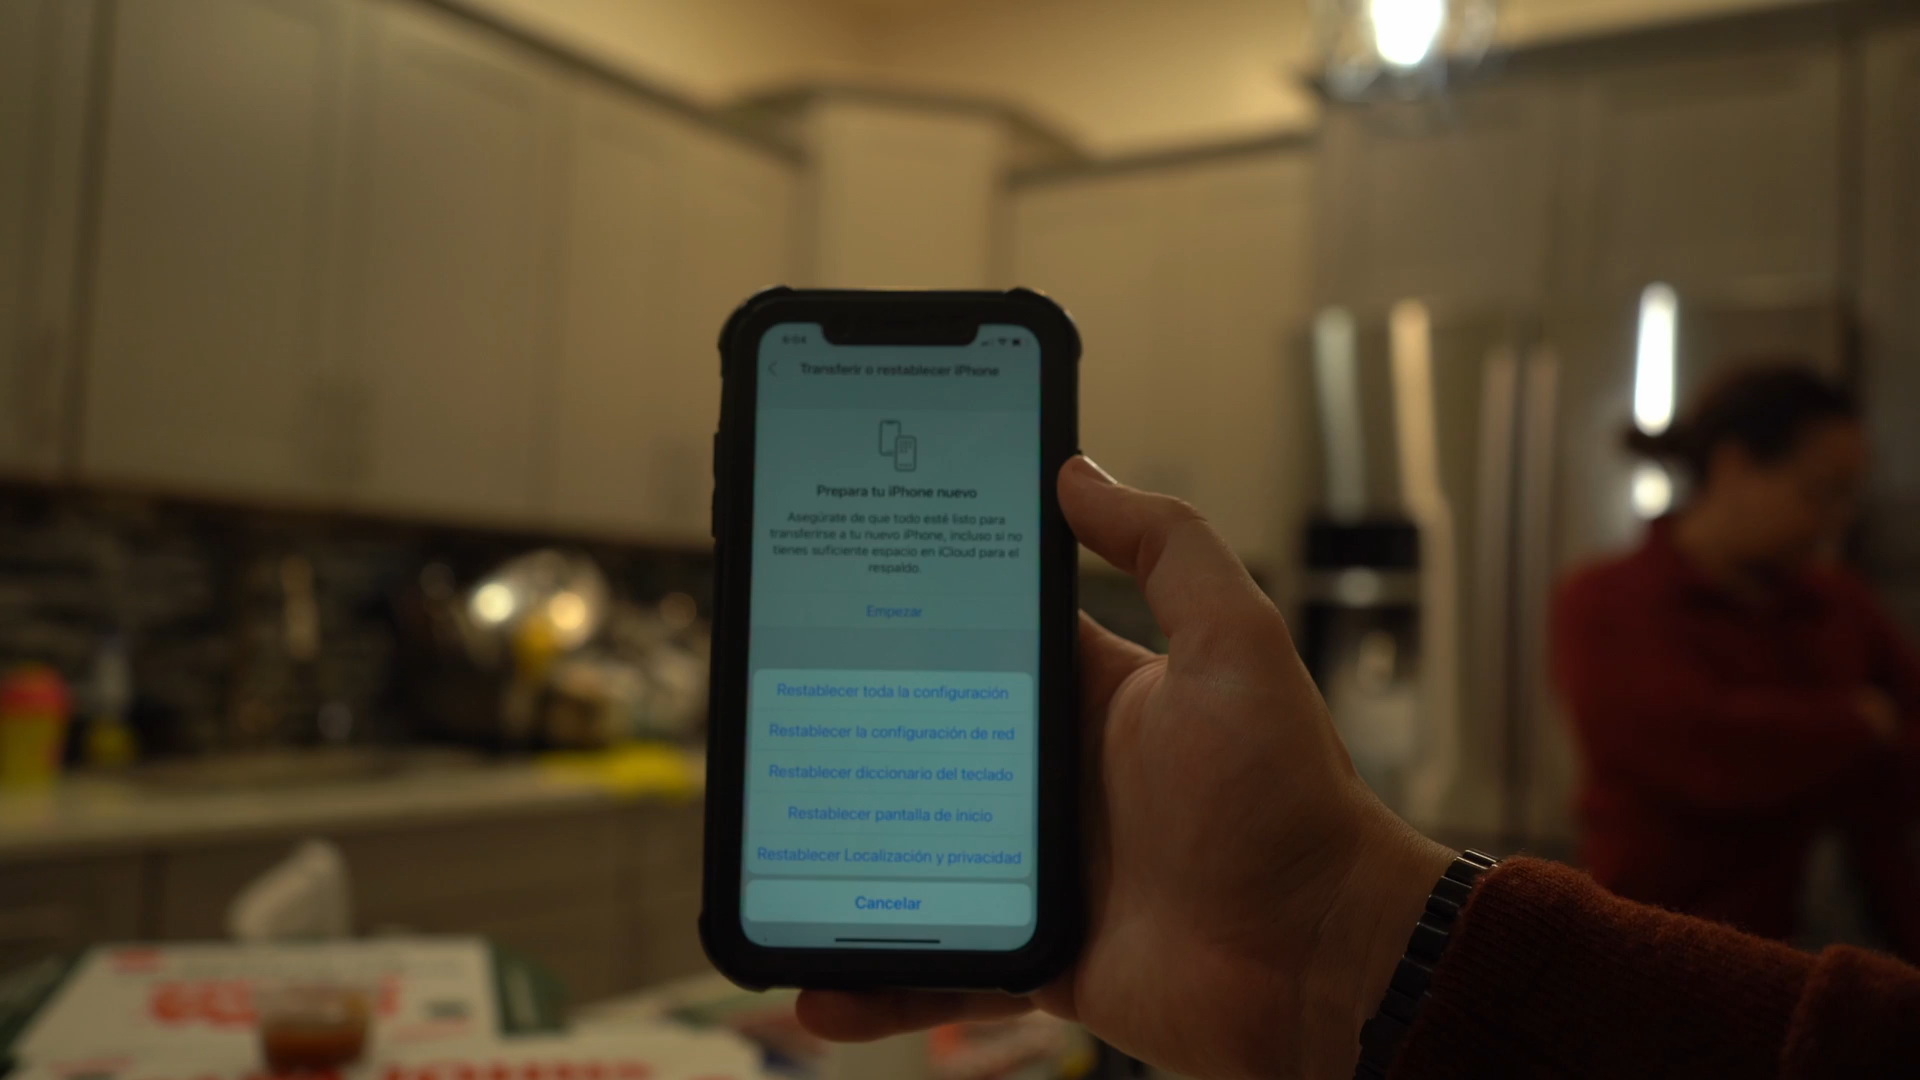 6:04
Transferir o restablecer iPhone
Prepara tu iPhone nuevo
Asegúrate de que todo esté listo para
transferirse a tu nuevo iPhone, incluso si no
tienes suficiente espacio en iCloud para el
respaldo.
Empezar
Restablecer toda la configuración
Restablecer la configuración de red
Restablecer diccionario del teclado
Restablecer pantalla de inicio
Restablecer Localización y privacidad
Cancelar